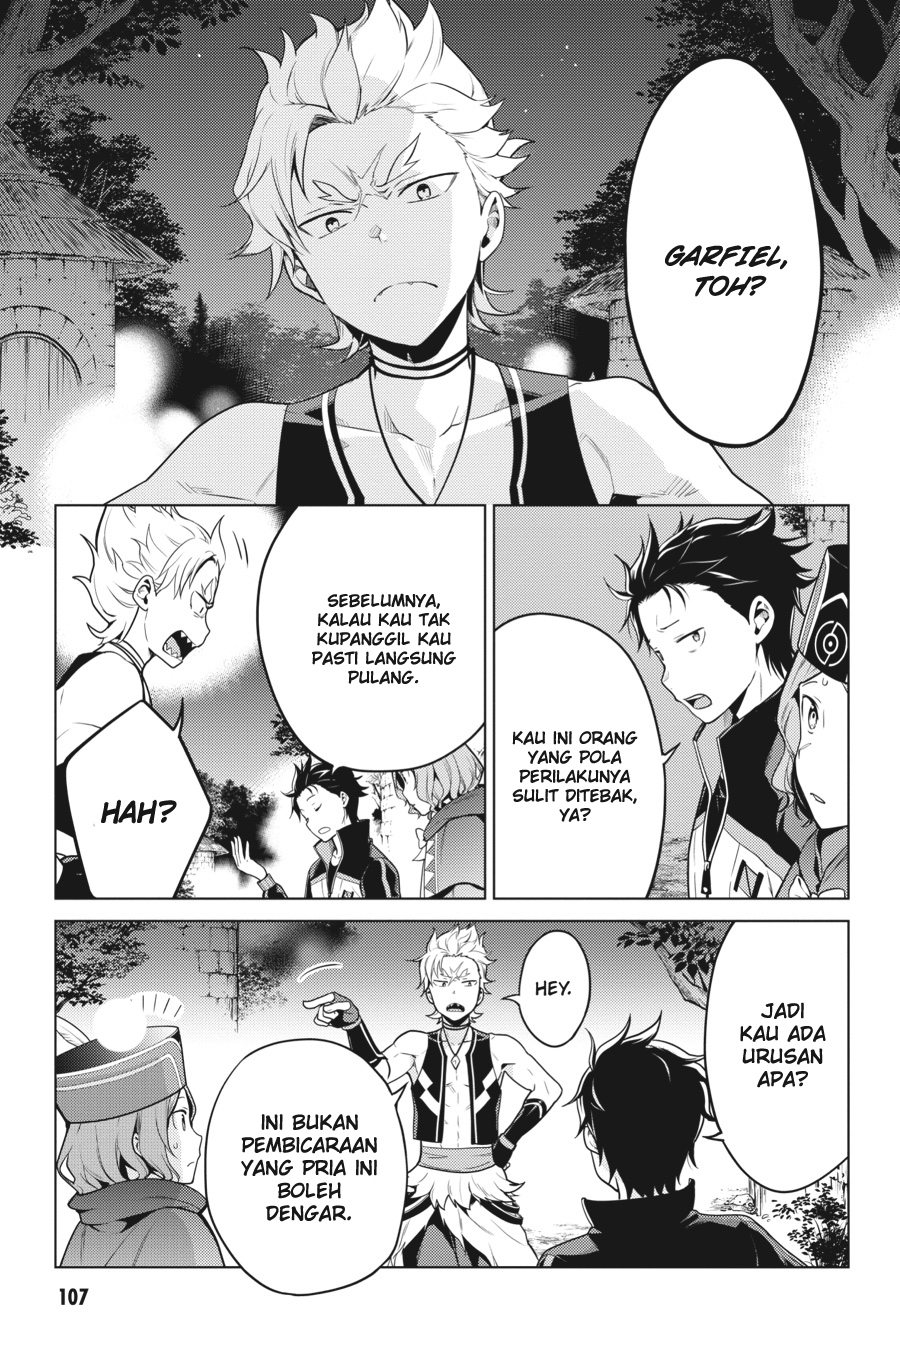 GARFIEL,
TOH?
KAU INI ORANG
YANG POLA
PERILAKUNYA
SULIT DITEBAK,
YA?
SEBELUMNYA,
KALAU KAU TAK
KUPANGGIL KAU
PASTI LANGSUNG
PULANG.
HAH?
JADI
KAU ADA
URUSAN
APA?
HEY.
INI BUKAN
PEMBICARAAN
YANG PRIA INI
BOLEH
DENGAR.
107